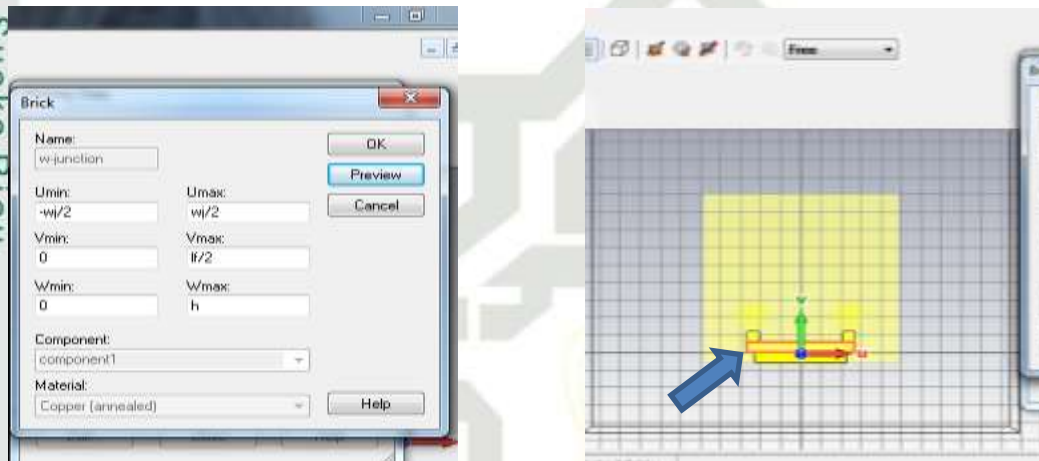 Brick
Name:
w-junction
OK
Preview
Umin:
Umax:
-wj/2
wj/2
Cancel
Vmin:
Vmax:
0
lf/2
Wmin:
Wmax:
0
h
Component:
component1
Material:
Copper (annealed)
Help
Free
v
u